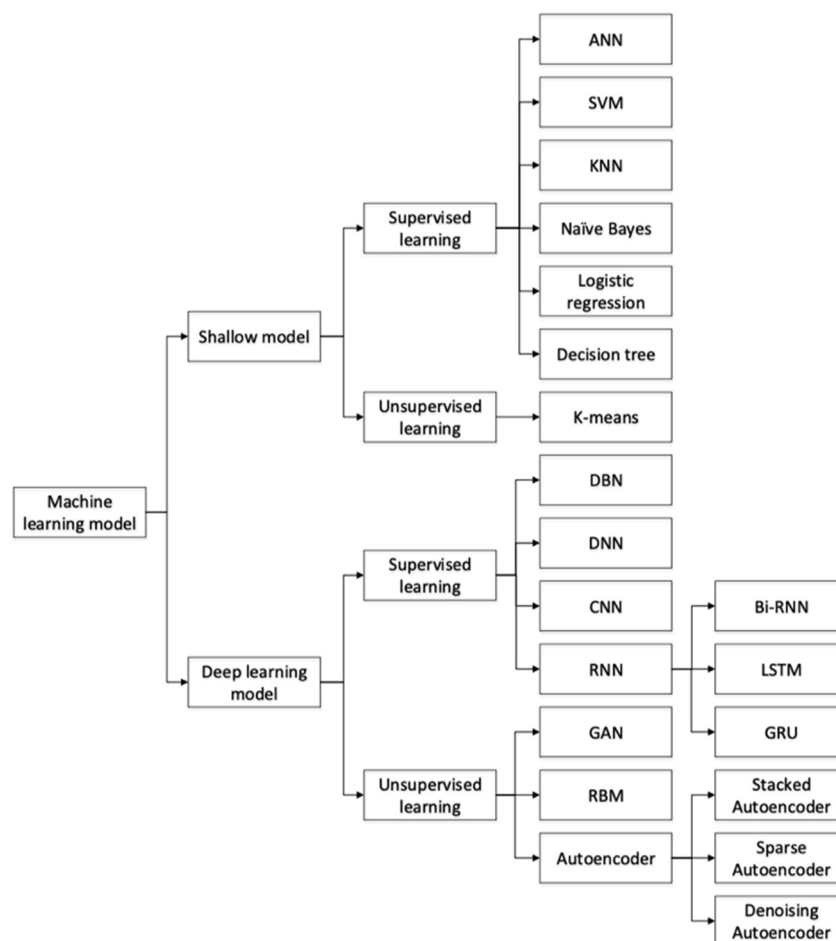 ANN
SVM
KNN
Supervised
learning
Naïve Bayes
Logistic
regression
Shallow model
Decision tree
Unsupervised
learning
K-means
DBN
Machine
learning model
DNN
Supervised
learning
CNN
Bi-RNN
Deep learning
model
RNN
LSTM
GAN
GRU
Unsupervised
learning
RBM
Stacked
Autoencoder
Autoencoder
Sparse
Autoencoder
Denoising
Autoencoder